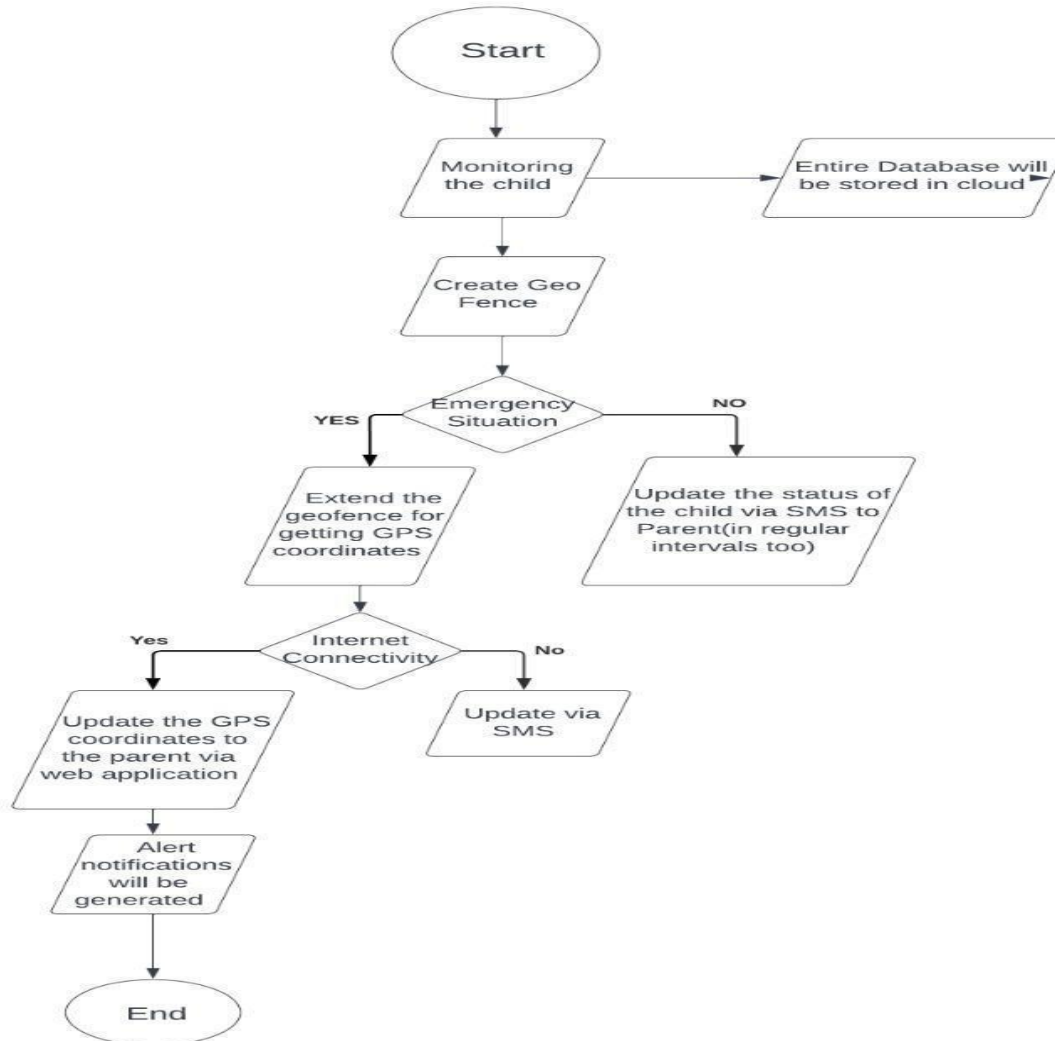 Start
Monitoring
the child
Entire Database will
be stored in cloud
Create Geo
Fence
Emergency
Situation
YES
NO
Extend the
geofence for
getting GPS
coordinates
Update the status of
the child via SMS to
Parent(in regular
intervals too)
Internet
Connectivity
Yes
No
Update the GPS
coordinates to
the parent via
web application
Update via
SMS
Alert
notifications
will be
generated
End